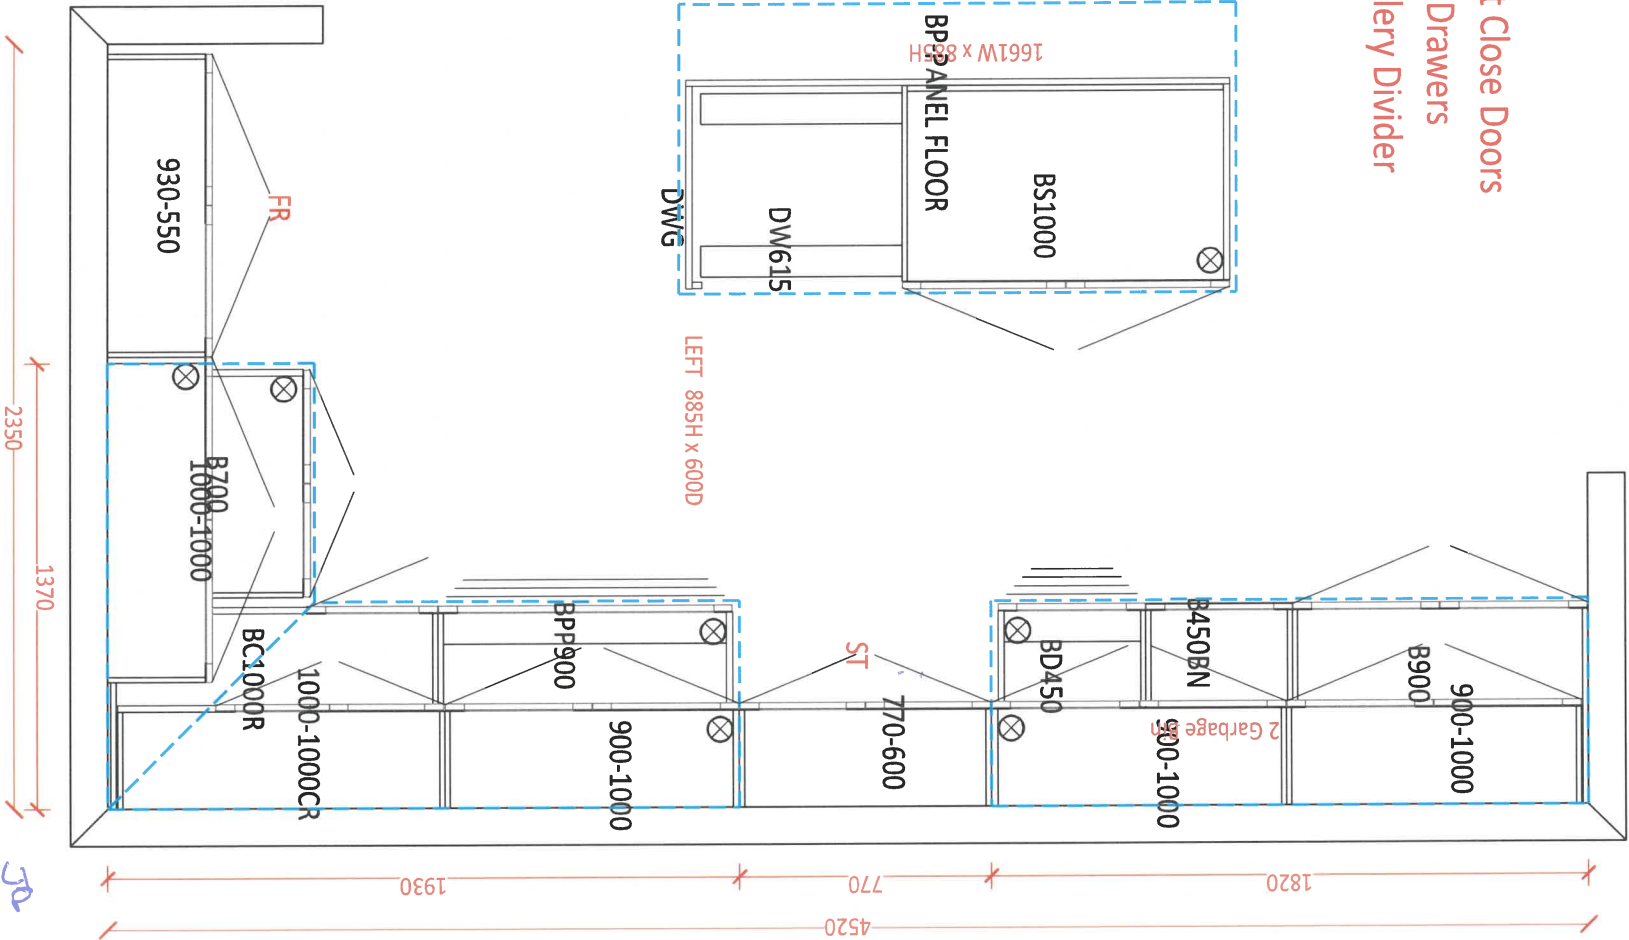 t Close Doors
Drawers
lery Divider
BP-PANEL FLOOR
1661W x 885H
BS1000
DW615
DWG
LEFT 885H x 600D
930-550
FR
B700
1000-1000
BC1000R
1000-1000CR
BPP900
900-1000
ST
770-600
BD450
B450BN
900-1000
2 Garbage Bin
B900
900-1000
2350
1370
1930
770
1820
4520